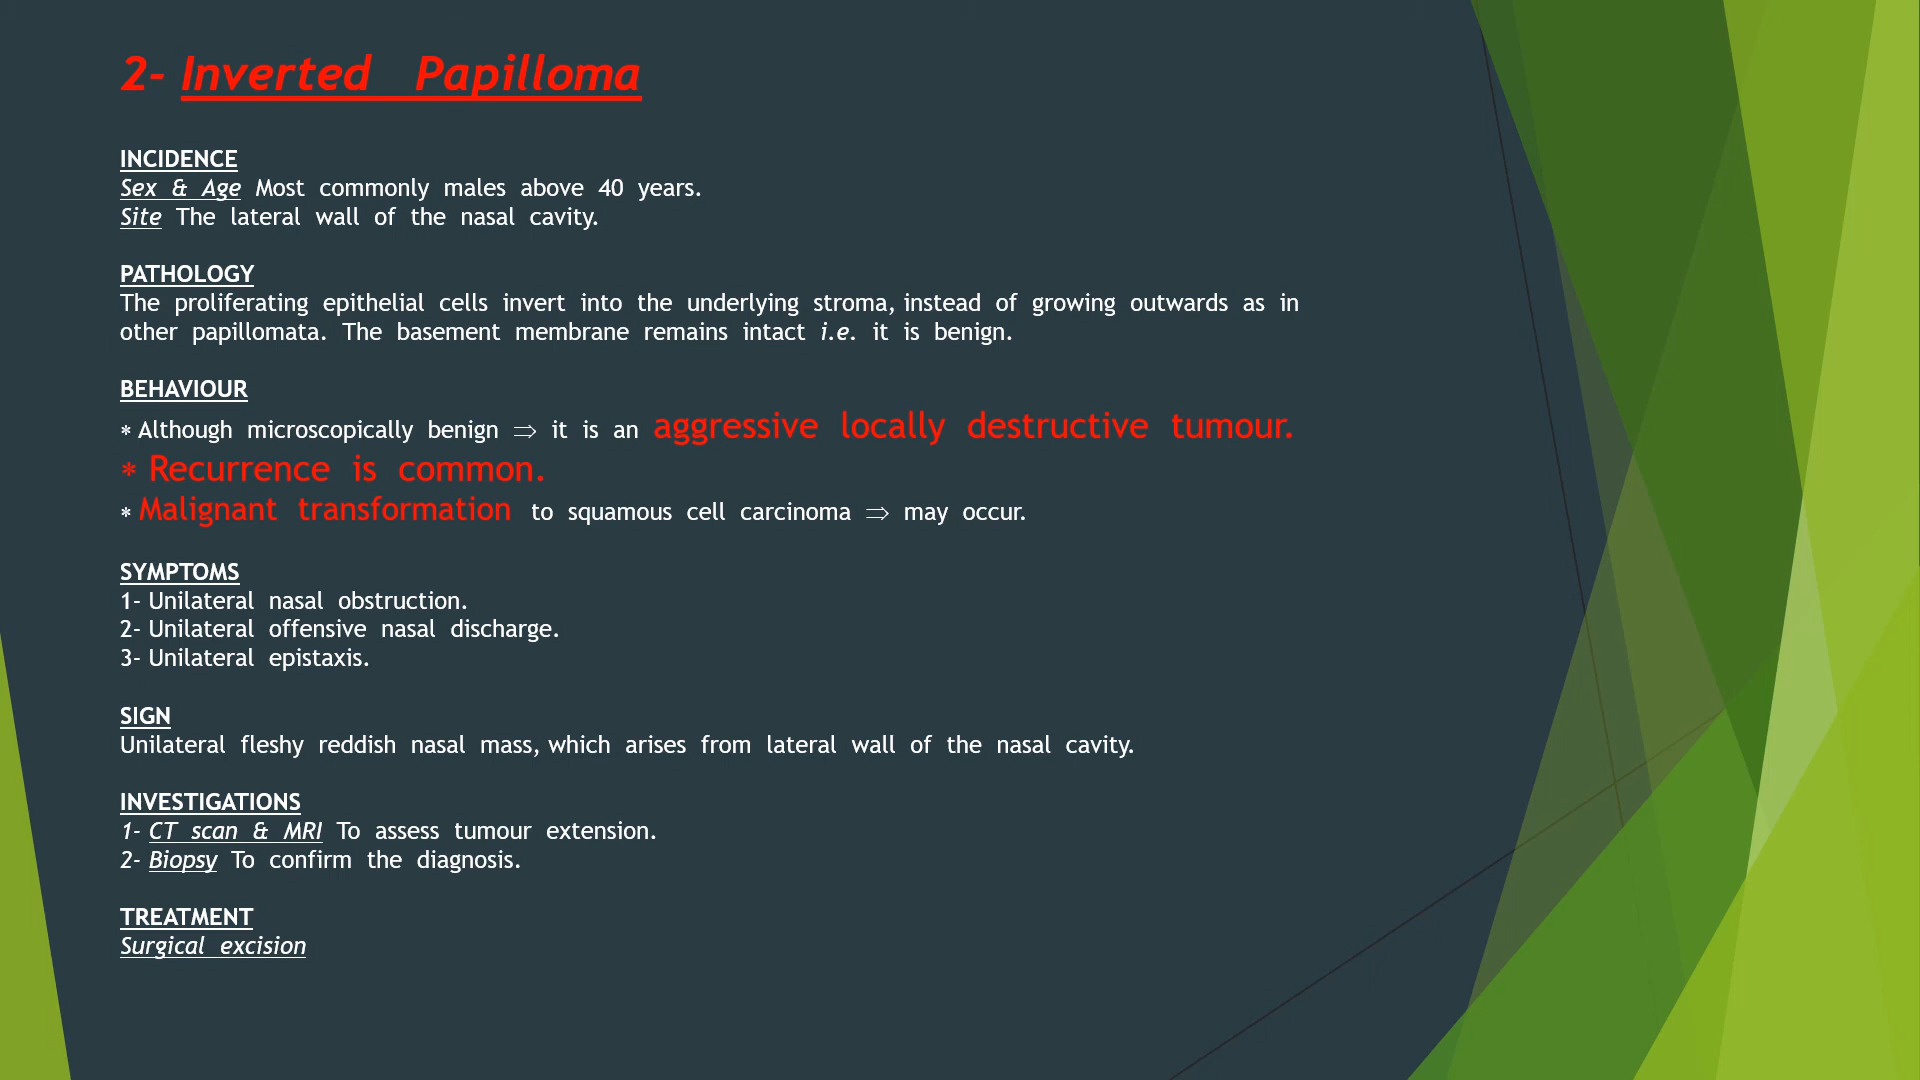 2- Inverted Papilloma
INCIDENCE
Sex & Age Most commonly males above 40 years.
Site The lateral wall of the nasal cavity.
PATHOLOGY
The proliferating epithelial cells invert into the underlying stroma, instead of growing outwards as in
other papillomata. The basement membrane remains intact i.e. it is benign.
BEHAVIOUR
* Although microscopically benign ⇒ it is an aggressive locally destructive tumour.
* Recurrence is common.
* Malignant transformation to squamous cell carcinoma ⇒ may occur.
SYMPTOMS
1- Unilateral nasal obstruction.
2- Unilateral offensive nasal discharge.
3- Unilateral epistaxis.
SIGN
Unilateral fleshy reddish nasal mass, which arises from lateral wall of the nasal cavity.
INVESTIGATIONS
1- CT scan & MRI To assess tumour extension.
2- Biopsy To confirm the diagnosis.
TREATMENT
Surgical excision